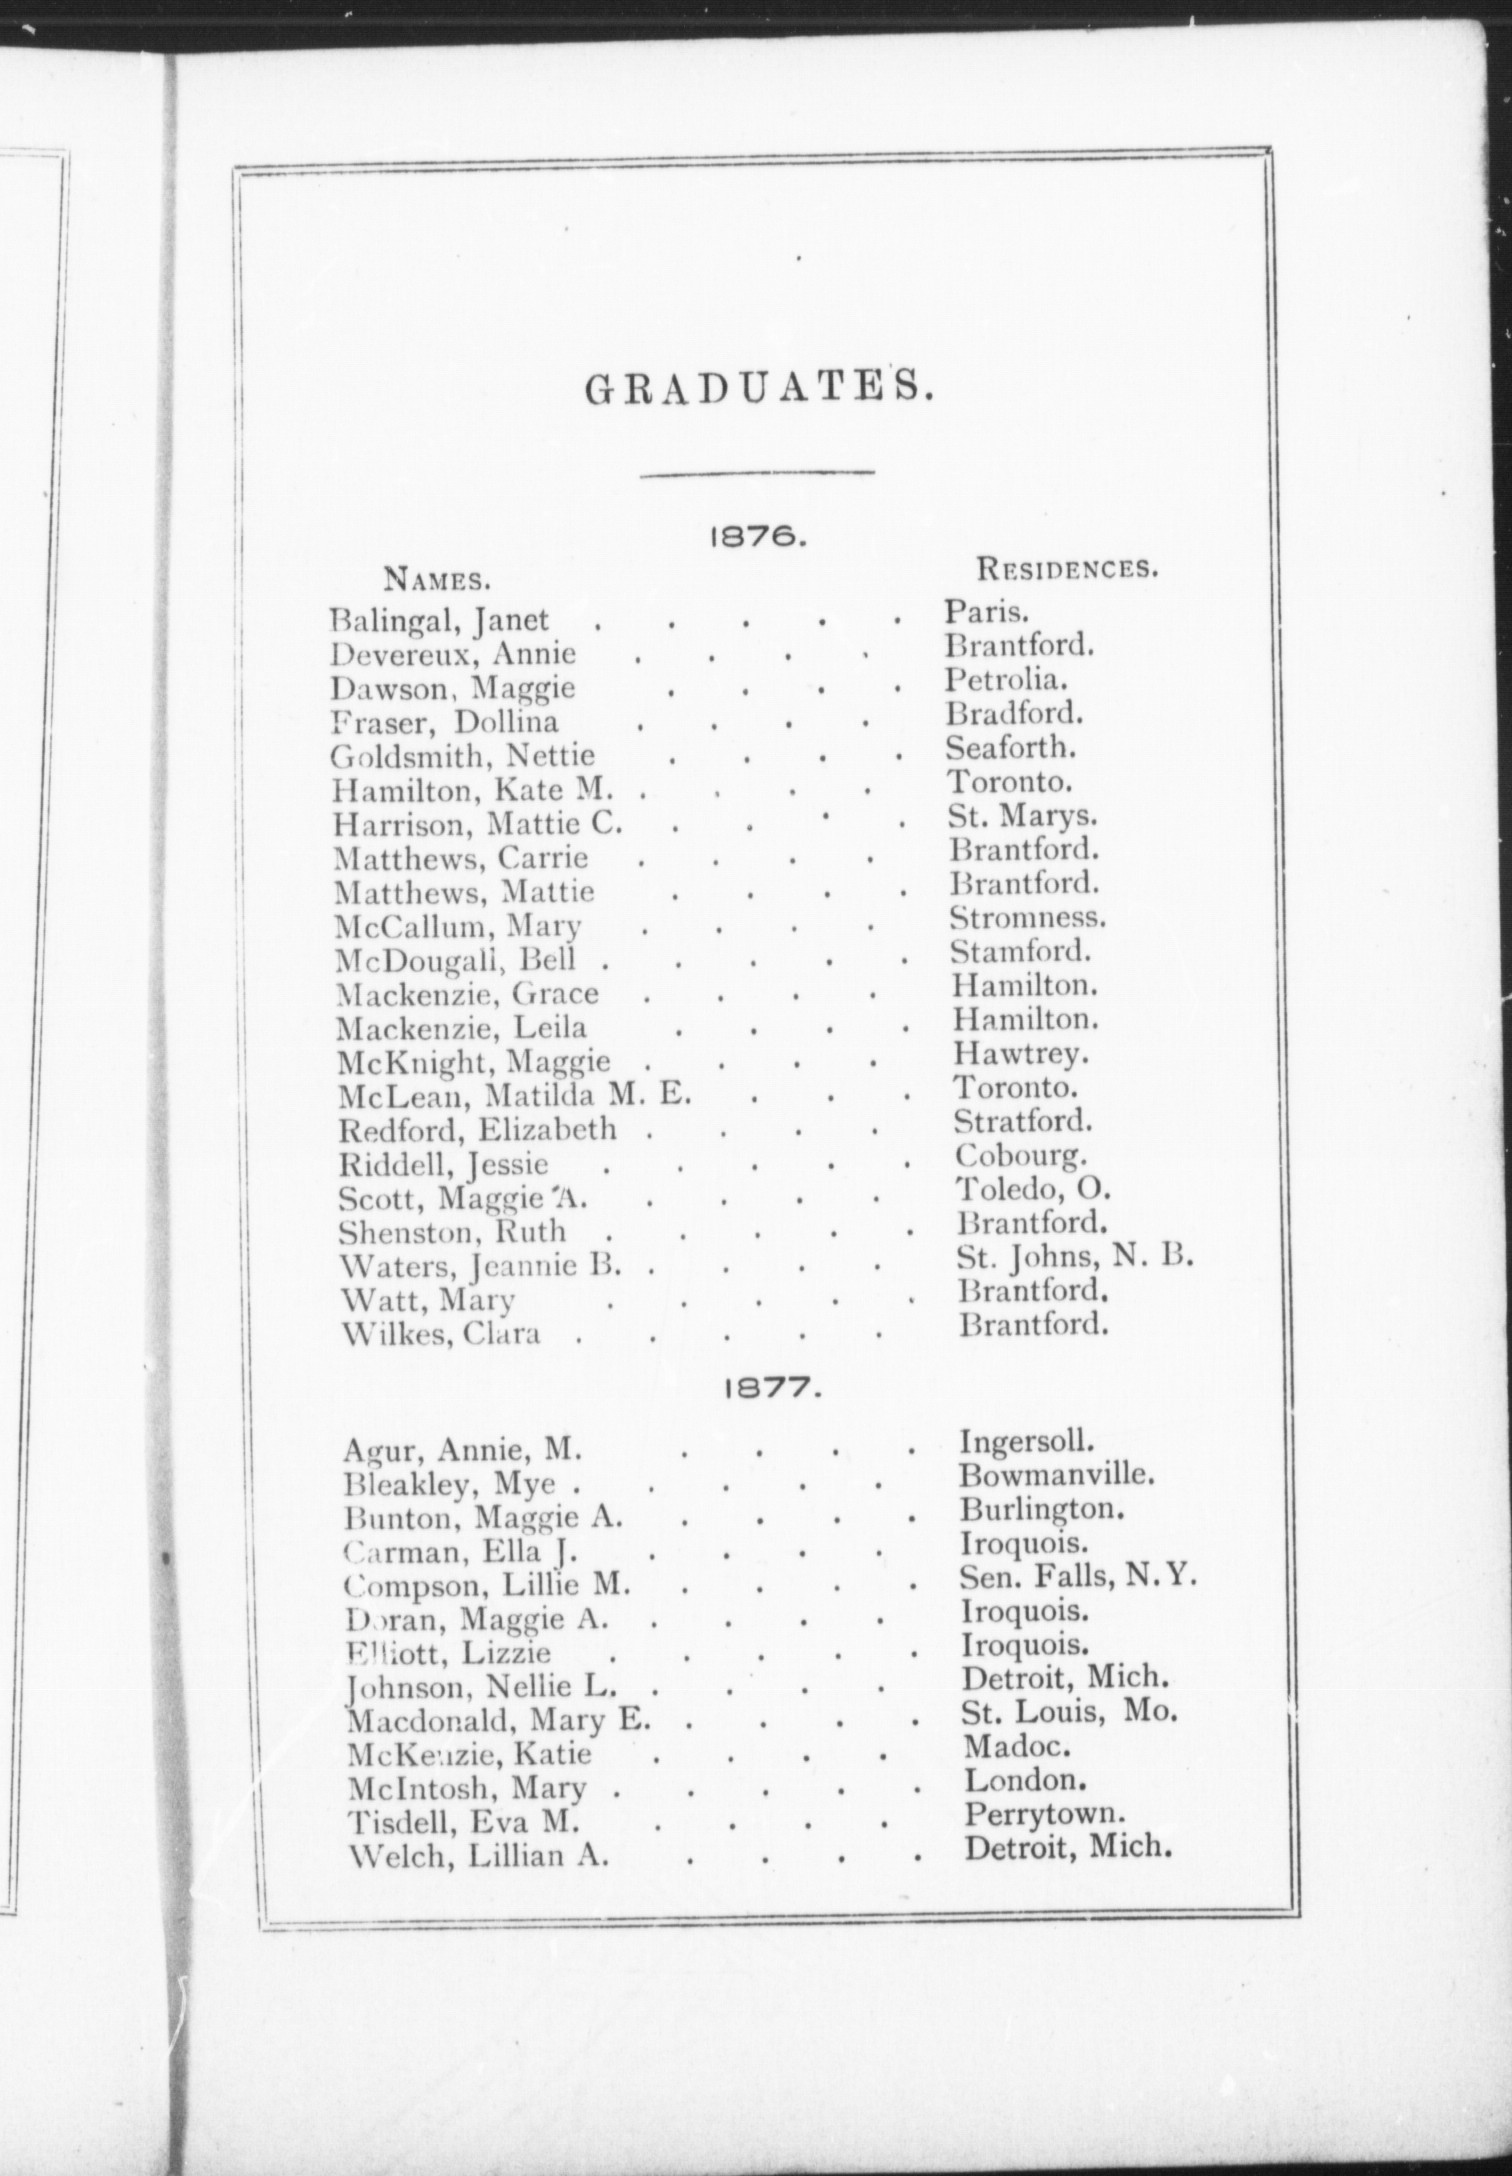 GRADUATES.
1876.
NAMES. RESIDENCES.
Balingal, Janet . . . . . Paris.
Devereux, Annie . . . . Brantford.
Dawson, Maggie . . . . Petrolia.
Fraser, Dollina . . . . Bradford.
Goldsmith, Nettie . . . . Seaforth.
Hamilton, Kate M. . . . . Toronto.
Harrison, Mattie C. . . . . St. Marys.
Matthews, Carrie . . . . Brantford.
Matthews, Mattie . . . . Brantford.
McCallum, Mary . . . . Stromness.
McDougall, Bell . . . . . Stamford.
Mackenzie, Grace . . . . Hamilton.
Mackenzie, Leila . . . . Hamilton.
McKnight, Maggie . . . . Hawtrey.
McLean, Matilda M. E. . . . Toronto.
Redford, Elizabeth . . . . Stratford.
Riddell, Jessie . . . . . Cobourg.
Scott, Maggie A. . . . . Toledo, O.
Shenston, Ruth . . . . . Brantford.
Waters, Jeannie B. . . . . St. Johns, N. B.
Watt, Mary . . . . . Brantford.
Wilkes, Clara . . . . . Brantford.
1877.
Agur, Annie, M. . . . . Ingersoll.
Bleakley, Mye . . . . . Bowmanville.
Bunton, Maggie A. . . . . Burlington.
Carman, Ella J. . . . . Iroquois.
Compson, Lillie M. . . . . Sen. Falls, N.Y.
Doran, Maggie A. . . . . Iroquois.
Elliott, Lizzie . . . . . Iroquois.
Johnson, Nellie L. . . . . Detroit, Mich.
Macdonald, Mary E. . . . . St. Louis, Mo.
McKenzie, Katie . . . . Madoc.
McIntosh, Mary . . . . . London.
Tisdell, Eva M. . . . . Perrytown.
Welch, Lillian A. . . . . Detroit, Mich.